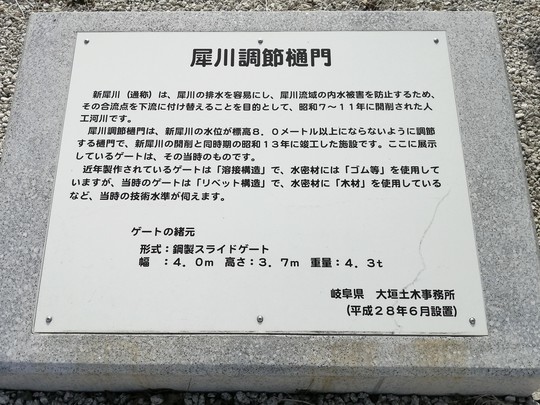 犀川調節樋門
新犀川（通称）は、犀川の排水を容易にし、犀川流域の内水被害を防止するため、
その合流点を下流に付け替えることを目的として、昭和７～１１年に開削された人
工河川です。
犀川調節樋門は、新犀川の水位が標高８．０メートル以上にならないように調節
する樋門で、新犀川の開削と同時期の昭和１３年に竣工した施設です。ここに展示
しているゲートは、その当時のものです。
近年製作されているゲートは「溶接構造」で、水密材には「ゴム等」を使用して
いますが、当時のゲートは「リベット構造」で、水密材に「木材」を使用している
など、当時の技術水準が伺えます。
ゲートの緒元
形式：鋼製スライドゲート
幅　：４．０ｍ　高さ：３．７ｍ　重量：４．３ｔ
岐阜県　大垣土木事務所
（平成２８年６月設置）